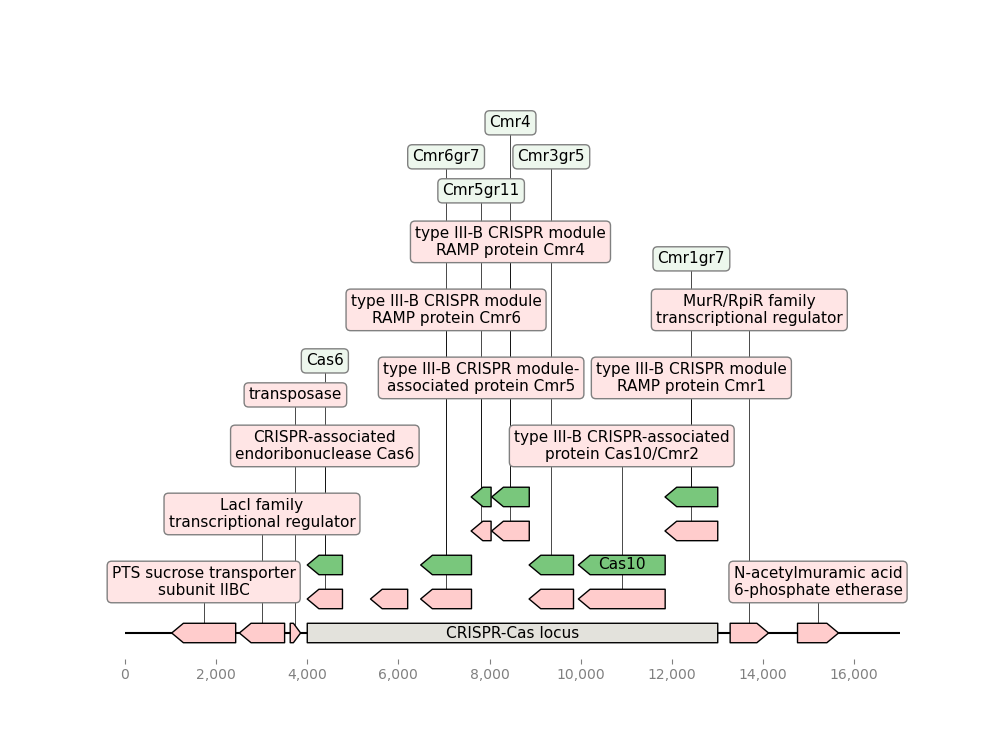 Cmr4
Cmr6gr7
Cmr3gr5
Cmr5gr11
type III-B CRISPR module
RAMP protein Cmr4
Cmr1gr7
type III-B CRISPR module
RAMP protein Cmr6
MurR/RpiR family
transcriptional regulator
Cas6
type III-B CRISPR module-
associated protein Cmr5
type III-B CRISPR module
RAMP protein Cmr1
transposase
CRISPR-associated
endoribonuclease Cas6
type III-B CRISPR-associated
protein Cas10/Cmr2
LacI family
transcriptional regulator
Cas10
PTS sucrose transporter
subunit IIBC
N-acetylmuramic acid
6-phosphate etherase
CRISPR-Cas locus
0 2,000 4,000 6,000 8,000 10,000 12,000 14,000 16,000